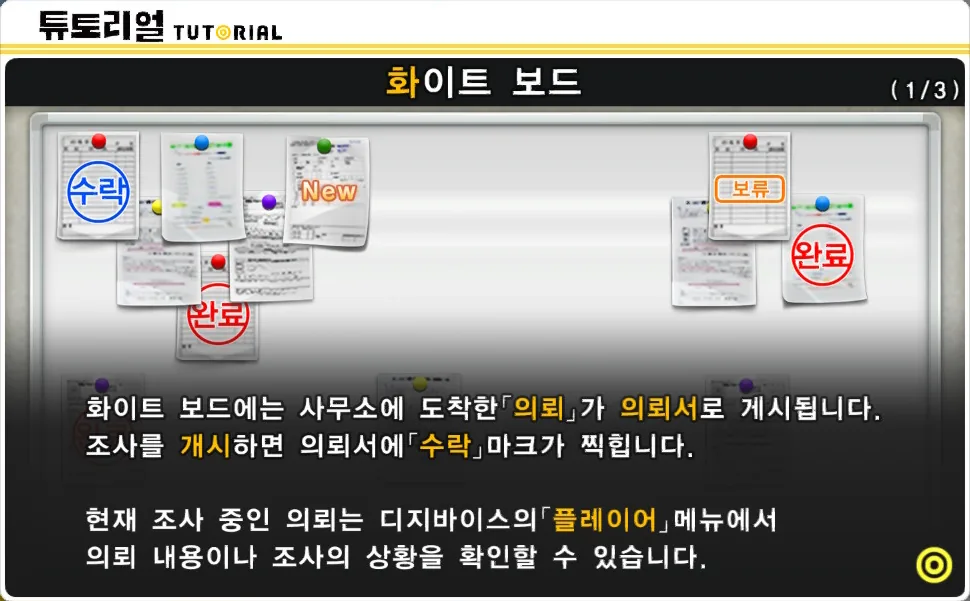 튜토리얼 TUTORIAL
화이트 보드
(1/3)
수락
New
보류
완료
완료
화이트 보드에는 사무소에 도착한「의뢰」가 의뢰서로 게시됩니다.
조사를 개시하면 의뢰서에「수락」마크가 찍힙니다.
현재 조사 중인 의뢰는 디지바이스의「플레이어」메뉴에서
의뢰 내용이나 조사의 상황을 확인할 수 있습니다.